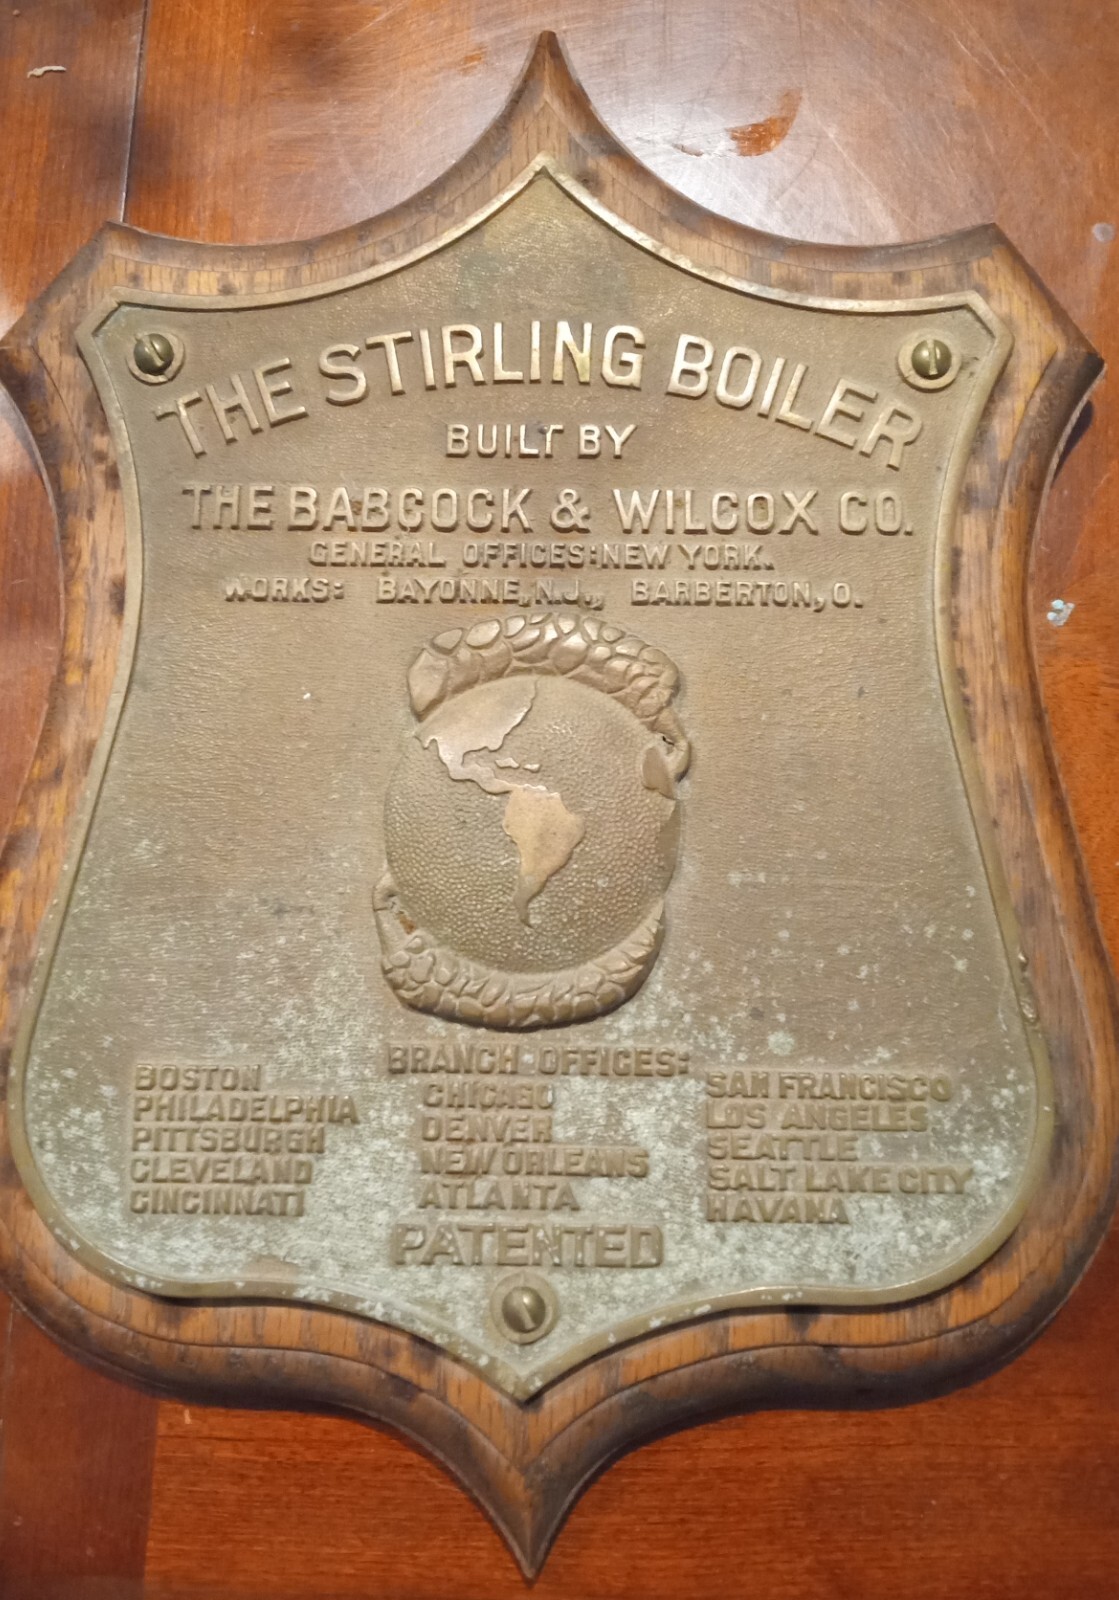 THE STIRLING BOILER
BUILT BY
THE BABCOCK & WILCOX CO.
GENERAL OFFICES: NEW YORK.
WORKS: BAYONNE, N.J., BARBERTON, O.
BRANCH OFFICES:
BOSTON
PHILADELPHIA
PITTSBURGH
CLEVELAND
CINCINNATI
CHICAGO
DENVER
NEW ORLEANS
ATLANTA
SAN FRANCISCO
LOS ANGELES
SEATTLE
SALT LAKE CITY
HAVANA
PATENTED